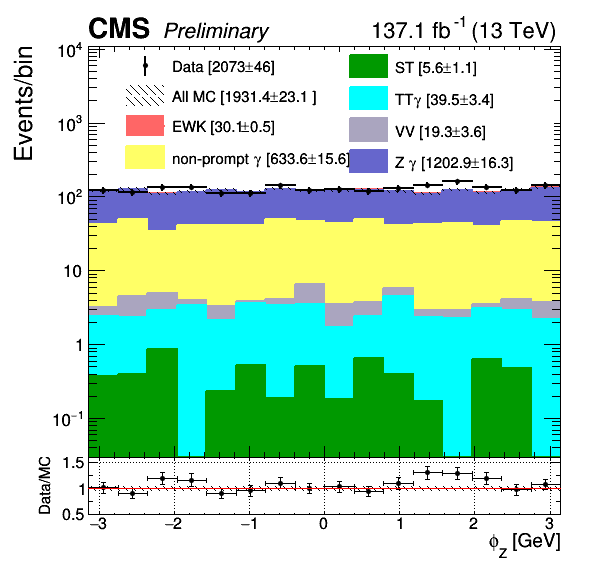 CMS Preliminary 137.1 fb⁻¹ (13 TeV)
Events/bin
Data [2073±46]
All MC [1931.4±23.1 ]
EWK [30.1±0.5]
non-prompt γ [633.6±15.6]
ST [5.6±1.1]
TTγ [39.5±3.4]
VV [19.3±3.6]
Z γ [1202.9±16.3]
10⁴
10³
10²
10
1
10⁻¹
Data/MC
1.5
1
0.5
−3 −2 −1 0 1 2 3
ϕ_Z [GeV]